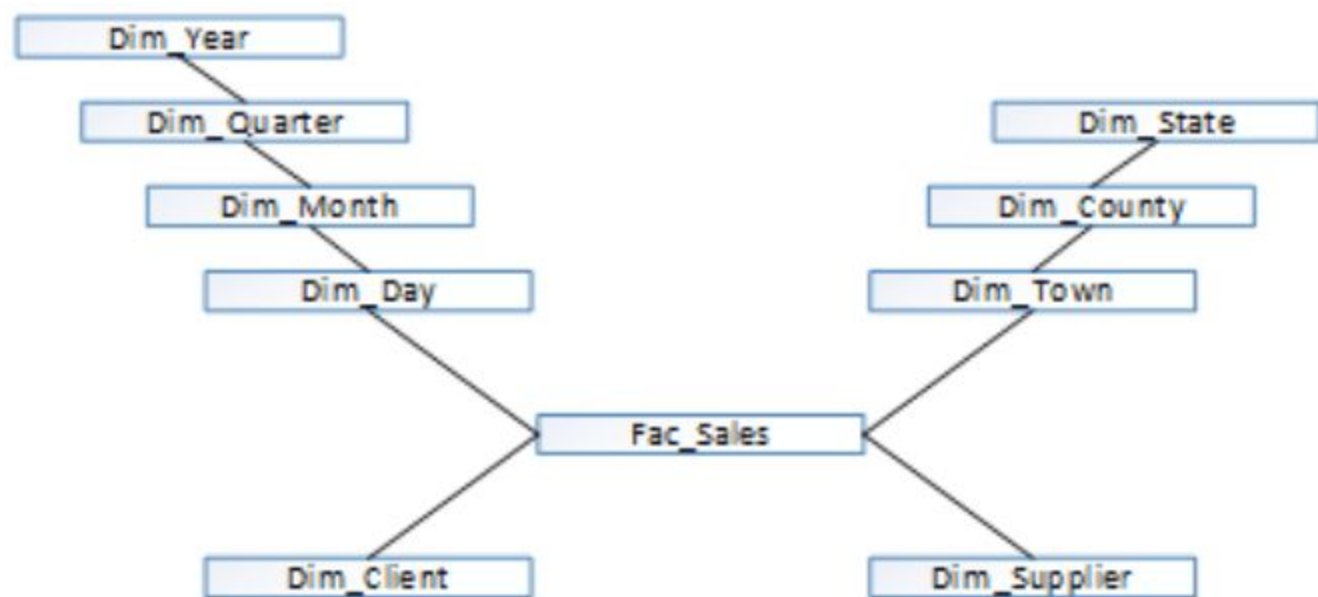 Dim_Year
Dim_Quarter
Dim_State
Dim_Month
Dim_County
Dim_Day
Dim_Town
Fac_Sales
Dim_Client
Dim_Supplier